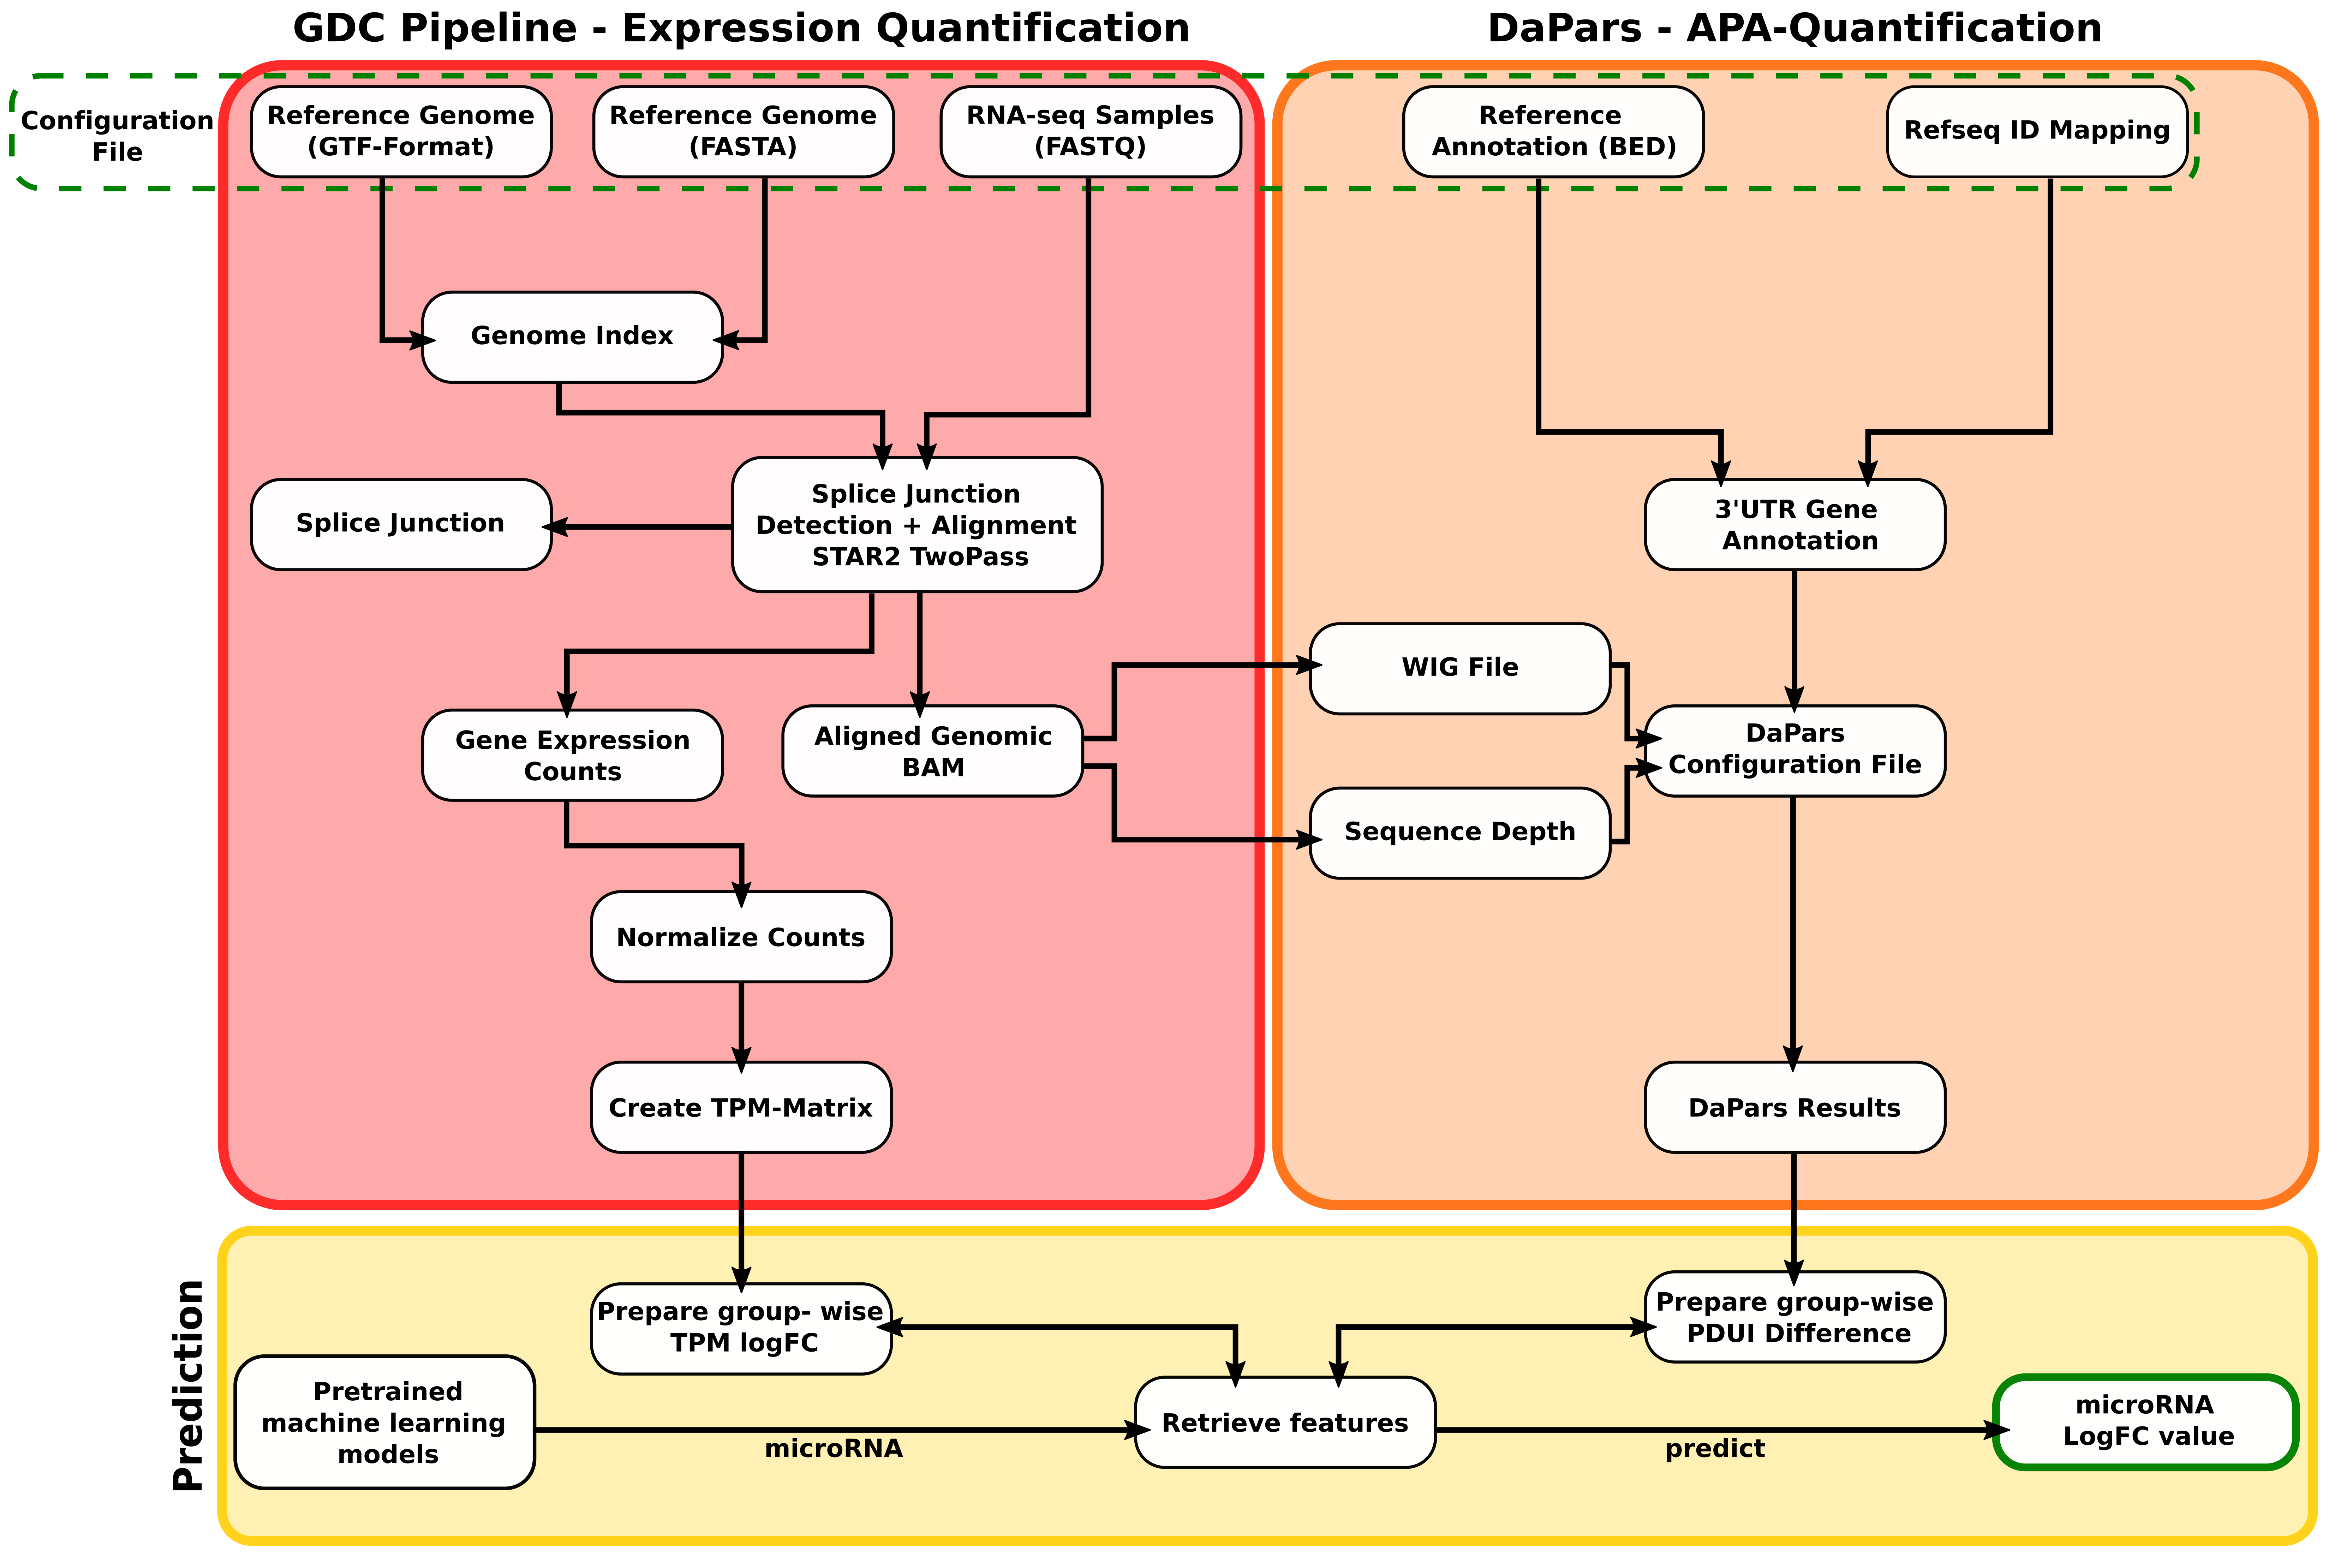 GDC Pipeline - Expression Quantification
DaPars - APA-Quantification
Configuration
File
Reference Genome
(GTF-Format)
Reference Genome
(FASTA)
RNA-seq Samples
(FASTQ)
Reference
Annotation (BED)
Refseq ID Mapping
Genome Index
Splice Junction
Splice Junction
Detection + Alignment
STAR2 TwoPass
3'UTR Gene
Annotation
WIG File
Gene Expression
Counts
Aligned Genomic
BAM
DaPars
Configuration File
Sequence Depth
Normalize Counts
Create TPM-Matrix
DaPars Results
Prediction
Prepare group- wise
TPM logFC
Prepare group-wise
PDUI Difference
Pretrained
machine learning
models
microRNA
Retrieve features
predict
microRNA
LogFC value